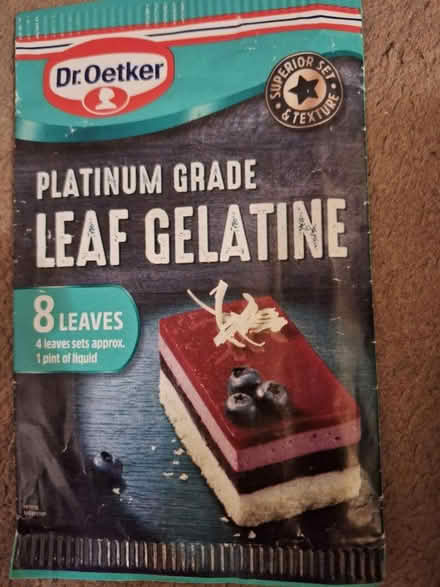 Dr. Oetker
SUPERIOR SET
& TEXTURE
PLATINUM GRADE
LEAF GELATINE
8 LEAVES
4 leaves sets approx.
1 pint of liquid